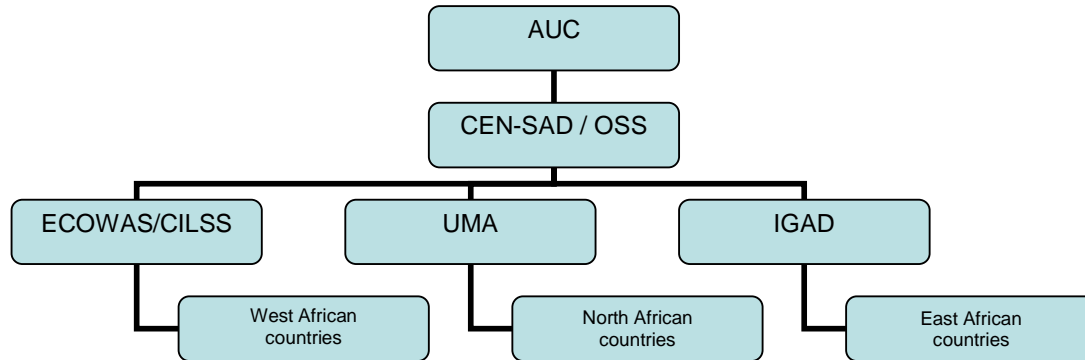 AUC
CEN-SAD / OSS
ECOWAS/CILSS
UMA
IGAD
West African
countries
North African
countries
East African
countries